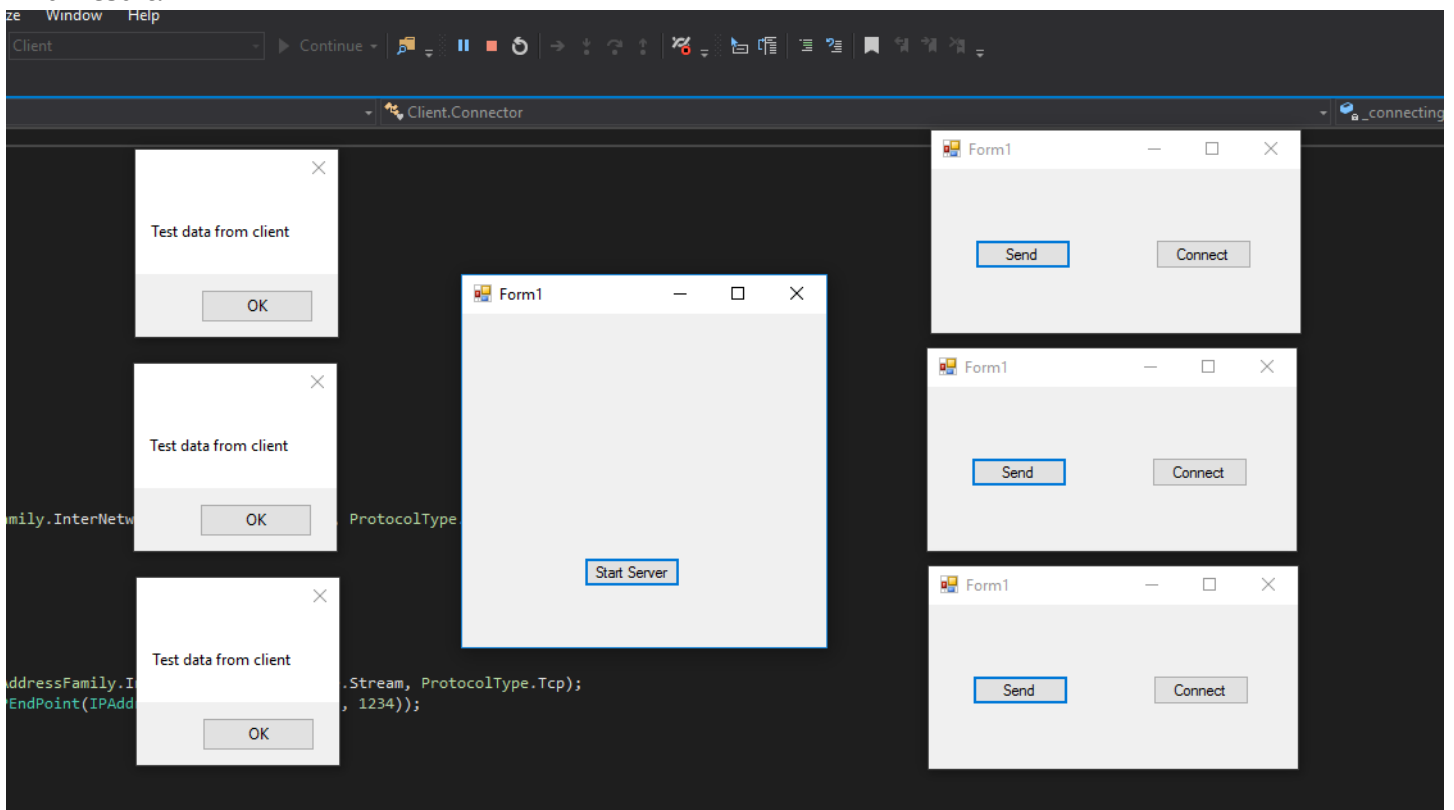 ze Window Help
Client Continue
Client.Connector _connecting
Form1
Test data from client
Send Connect
OK
Form1
Form1
Test data from client
Send Connect
amily.InterNetw OK ProtocolType.
Start Server
Form1
Test data from client
AddressFamily.I .Stream, ProtocolType.Tcp);
Send Connect
EndPoint(IPAdd , 1234));
OK